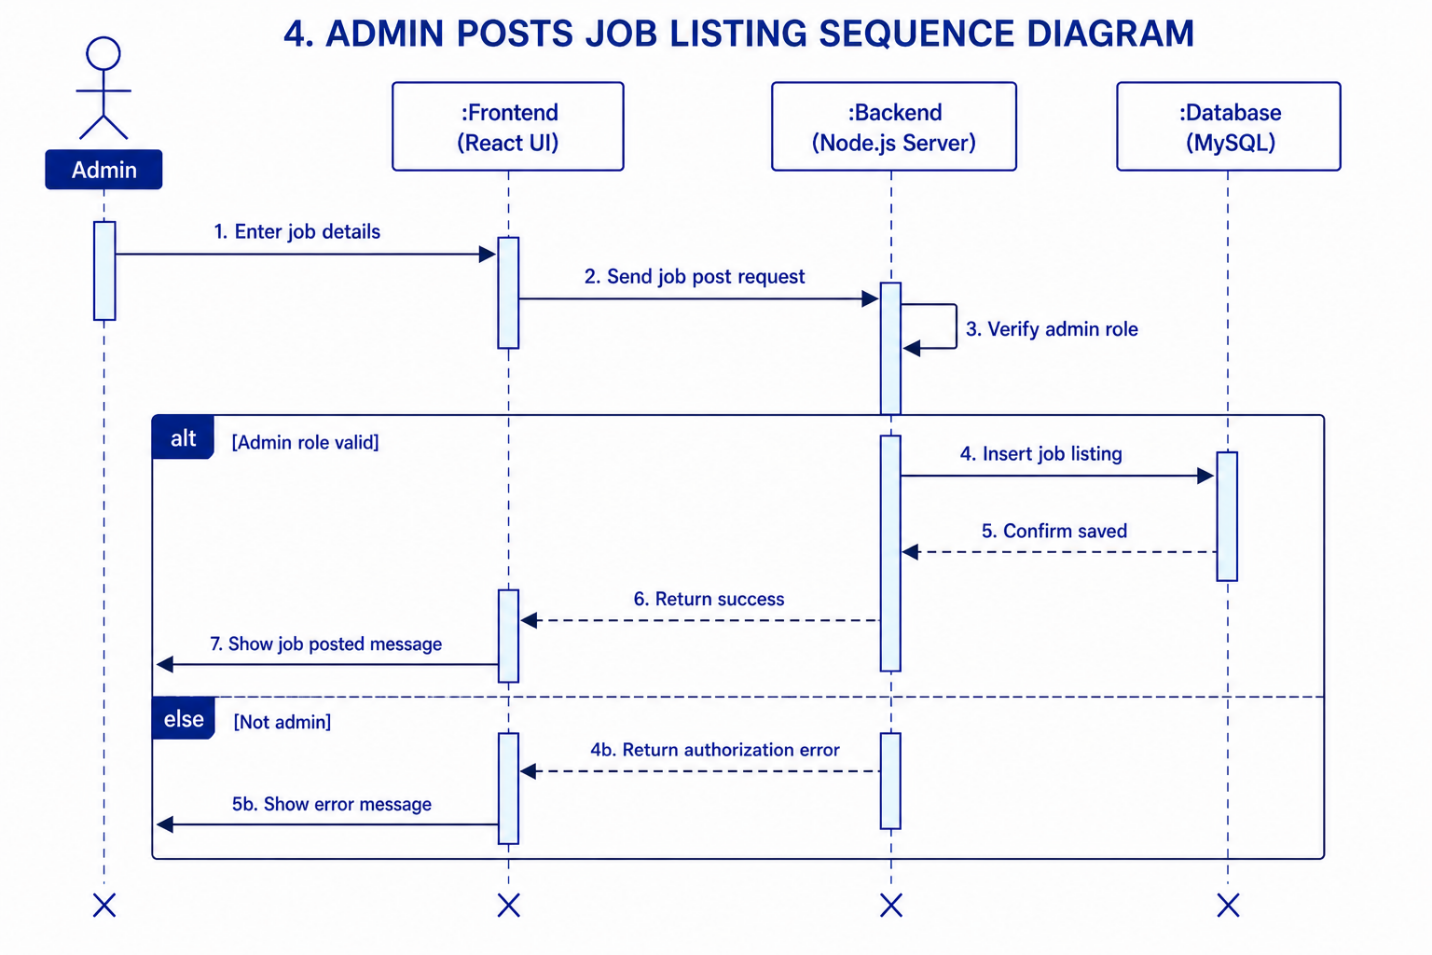 4. ADMIN POSTS JOB LISTING SEQUENCE DIAGRAM
:Frontend
(React UI)
:Backend
(Node.js Server)
:Database
(MySQL)
Admin
1. Enter job details
2. Send job post request
3. Verify admin role
alt
[Admin role valid]
4. Insert job listing
5. Confirm saved
6. Return success
7. Show job posted message
else
[Not admin]
4b. Return authorization error
5b. Show error message